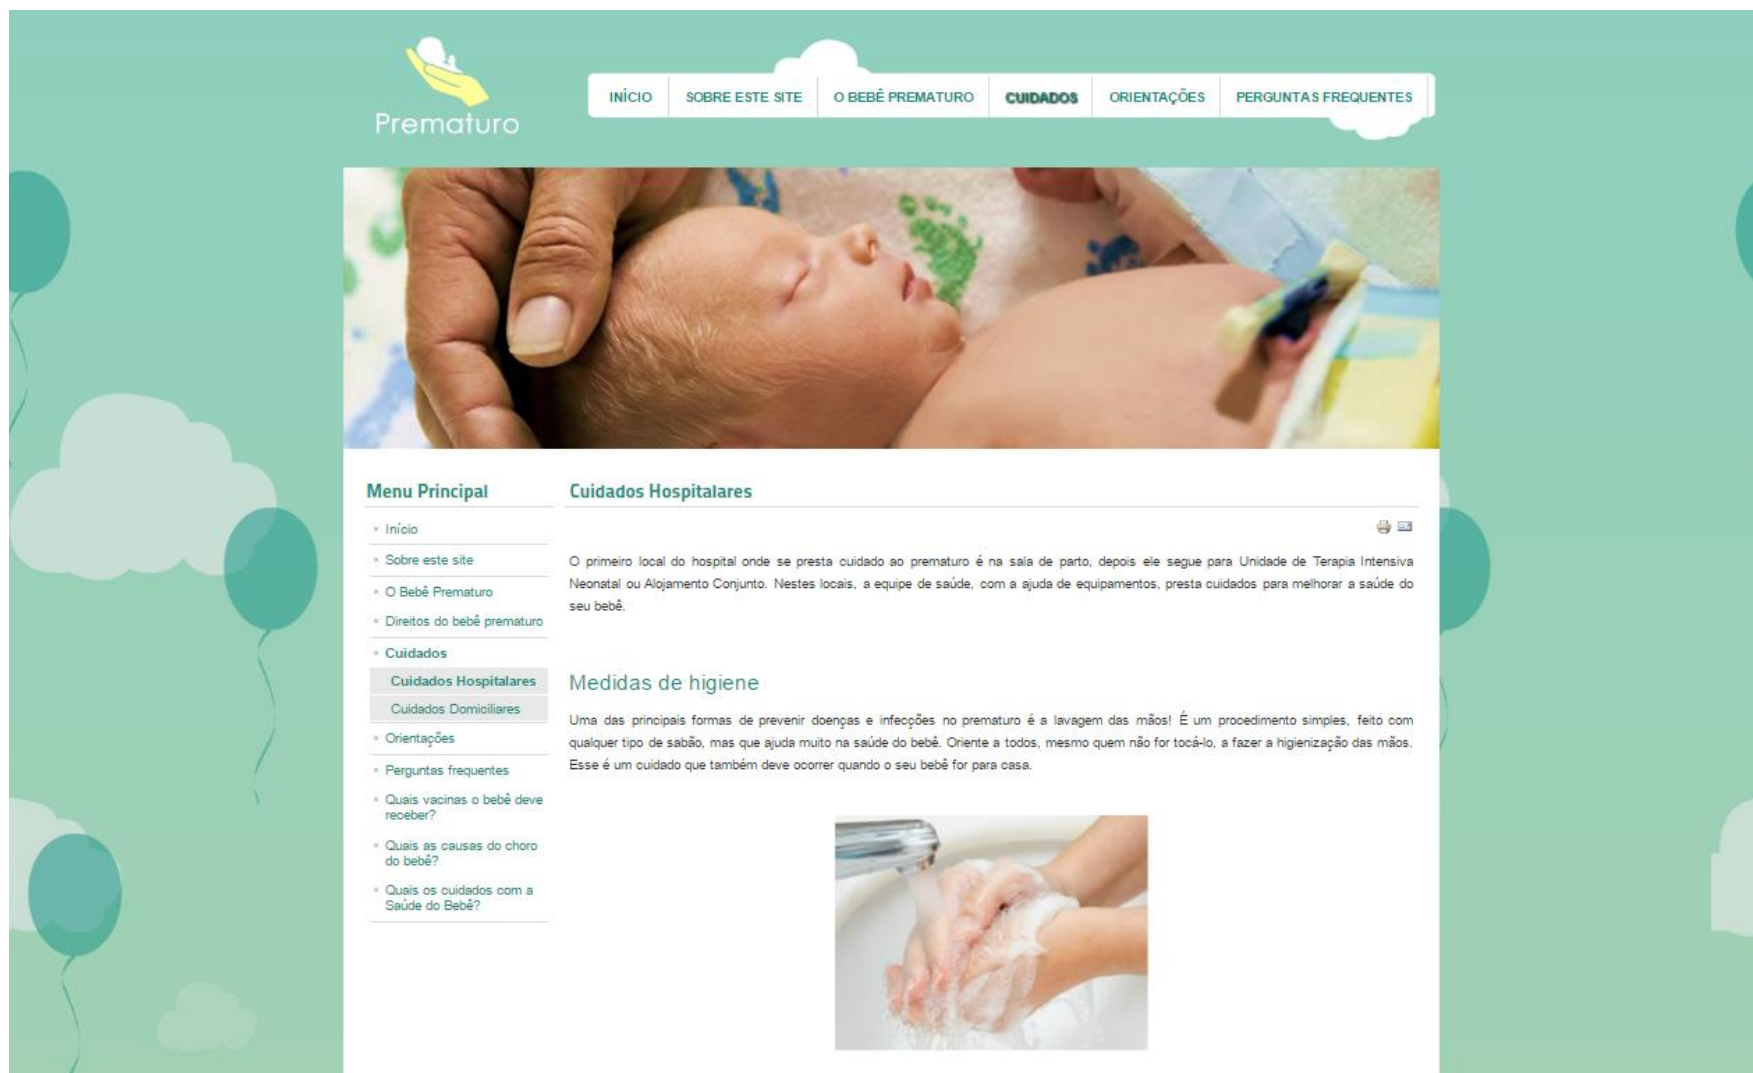 Prematuro
INÍCIO
SOBRE ESTE SITE
O BEBÊ PREMATURO
CUIDADOS
ORIENTAÇÕES
PERGUNTAS FREQUENTES
Menu Principal
Início
Sobre este site
O Bebê Prematuro
Direitos do bebê prematuro
Cuidados
Cuidados Hospitalares
Cuidados Domiciliares
Orientações
Perguntas frequentes
Quais vacinas o bebê deve
receber?
Quais as causas do choro
do bebê?
Quais os cuidados com a
Saúde do Bebê?
Cuidados Hospitalares
O primeiro local do hospital onde se presta cuidado ao prematuro é na sala de parto, depois ele segue para Unidade de Terapia Intensiva
Neonatal ou Alojamento Conjunto. Nestes locais, a equipe de saúde, com a ajuda de equipamentos, presta cuidados para melhorar a saúde do
seu bebê.
Medidas de higiene
Uma das principais formas de prevenir doenças e infecções no prematuro é a lavagem das mãos! É um procedimento simples, feito com
qualquer tipo de sabão, mas que ajuda muito na saúde do bebê. Oriente a todos, mesmo quem não for tocá-lo, a fazer a higienização das mãos.
Esse é um cuidado que também deve ocorrer quando o seu bebê for para casa.